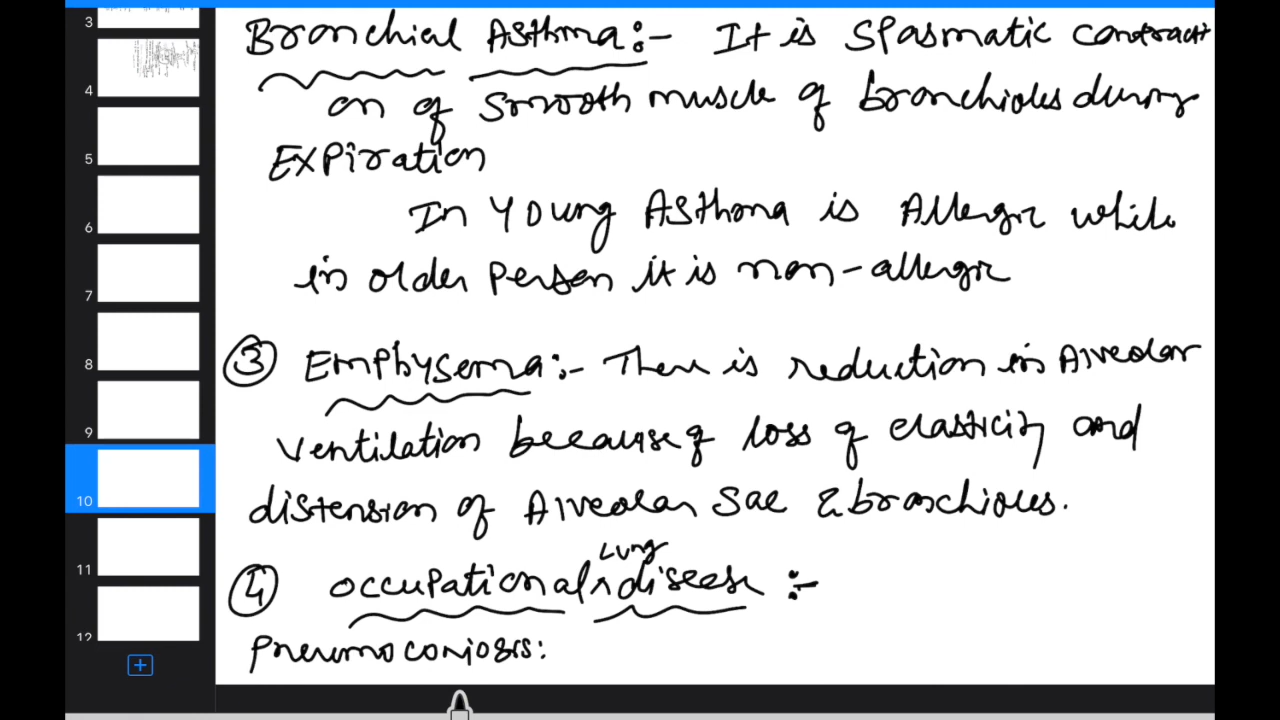 3
4
5
6
7
8
9
10
11
12
Bronchial Asthma:- It is Spasmatic contract
on of Smooth muscle of bronchioles during
Expiration
In Young Asthma is Allergic while
in older person it is non-allergic
③ Emphysema:- There is reduction in Alveolar
Ventilation because of loss of elasticity and
distension of Alveolar Sac & bronchioles.
Lung
④ occupational disease :-
Pneumoconiosis: